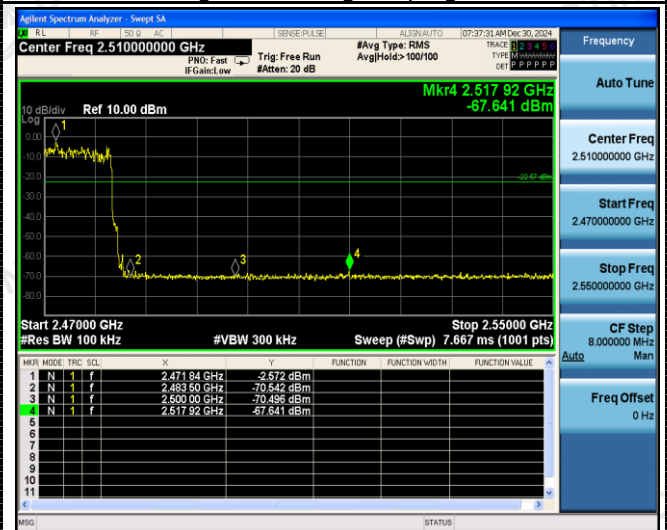 Agilent Spectrum Analyzer - Swept SA
RL RF 50 Ω AC SENSE:PULSE ALIGNAUTO 07:37:31 AM Dec 30, 2024
Center Freq 2.510000000 GHz
PNO: Fast
IFGain:Low
Trig: Free Run
#Atten: 20 dB
#Avg Type: RMS
Avg|Hold:> 100/100
TRACE 1 2 3 4 5 6
TYPE MWWWWW
DET P P P P P P
Mkr4 2.517 92 GHz
-67.641 dBm
10 dB/div Ref 10.00 dBm
Log
0.00
-10.0
-20.0
-30.0
-40.0
-50.0
-60.0
-70.0
-80.0
1
2
3
4
-22.57 dBm
Start 2.47000 GHz Stop 2.55000 GHz
#Res BW 100 kHz #VBW 300 kHz Sweep (#Swp) 7.667 ms (1001 pts)
MKR MODE TRC SCL X Y FUNCTION FUNCTION WIDTH FUNCTION VALUE
1 N 1 f 2.471 84 GHz -2.572 dBm
2 N 1 f 2.483 50 GHz -70.542 dBm
3 N 1 f 2.500 00 GHz -70.496 dBm
4 N 1 f 2.517 92 GHz -67.641 dBm
5
6
7
8
9
10
11
MSG STATUS
Frequency
Auto Tune
Center Freq
2.510000000 GHz
Start Freq
2.470000000 GHz
Stop Freq
2.550000000 GHz
CF Step
8.000000 MHz
Auto Man
Freq Offset
0 Hz